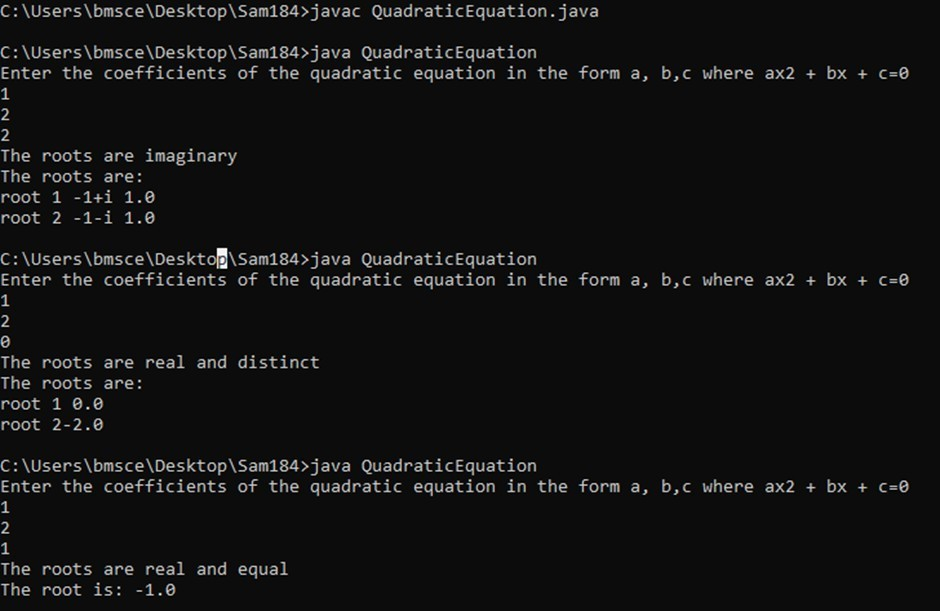 C:\Users\bmsce\Desktop\Sam184>javac QuadraticEquation.java
C:\Users\bmsce\Desktop\Sam184>java QuadraticEquation
Enter the coefficients of the quadratic equation in the form a, b,c where ax2 + bx + c=0
1
2
2
The roots are imaginary
The roots are:
root 1 -1+i 1.0
root 2 -1-i 1.0
C:\Users\bmsce\Desktop\Sam184>java QuadraticEquation
Enter the coefficients of the quadratic equation in the form a, b,c where ax2 + bx + c=0
1
2
0
The roots are real and distinct
The roots are:
root 1 0.0
root 2-2.0
C:\Users\bmsce\Desktop\Sam184>java QuadraticEquation
Enter the coefficients of the quadratic equation in the form a, b,c where ax2 + bx + c=0
1
2
1
The roots are real and equal
The root is: -1.0